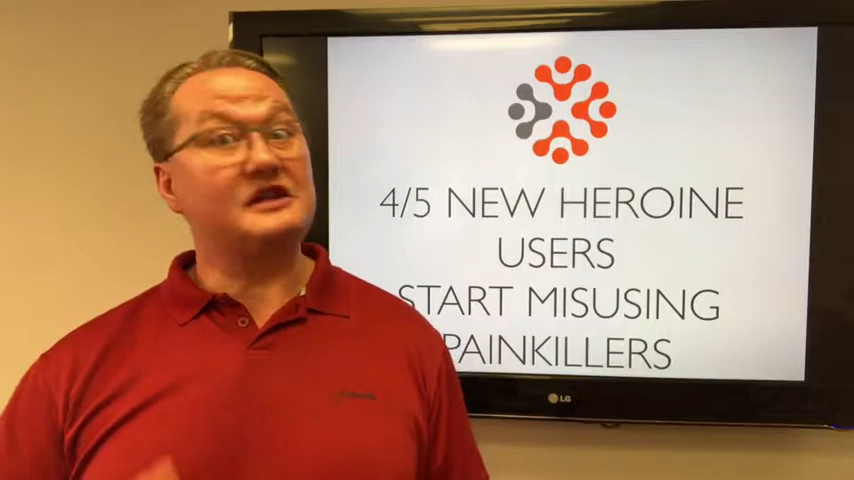 4/5 NEW HEROINE
USERS
START MISUSING
PAINKILLERS
LG